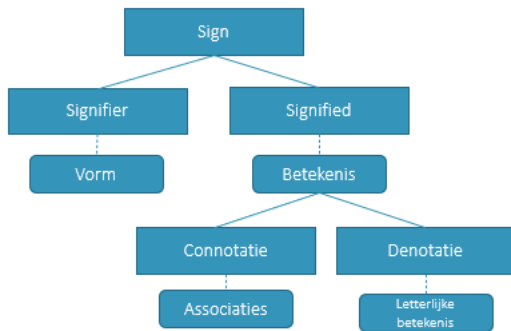 Sign
Signifier
Signified
Vorm
Betekenis
Connotatie
Denotatie
Associaties
Letterlijke
betekenis